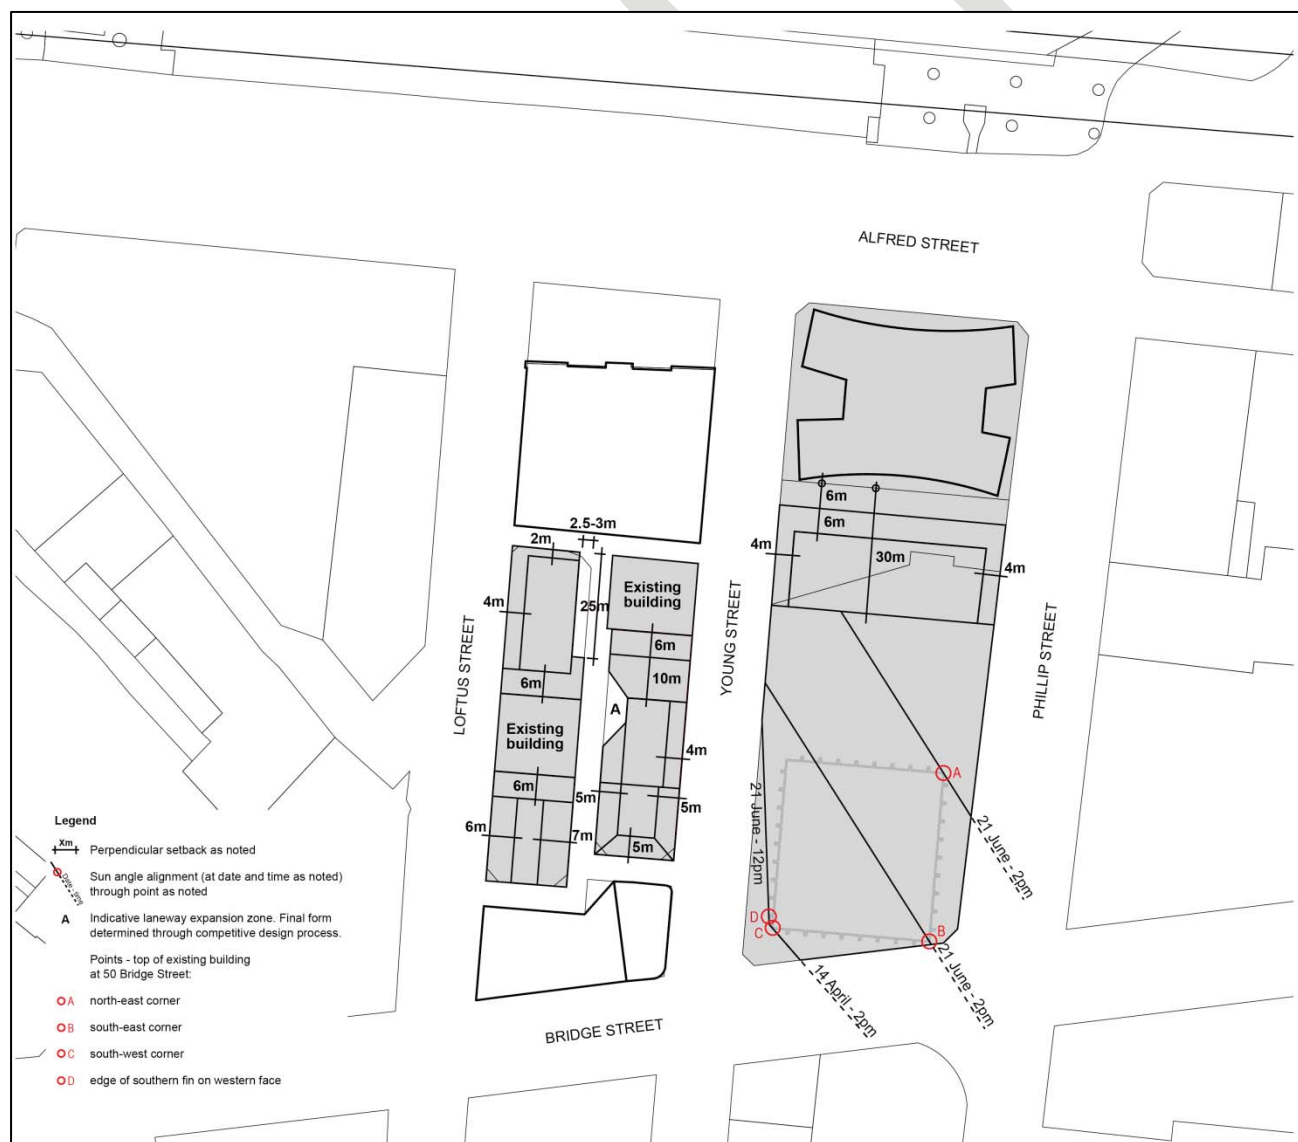 ALFRED STREET
6m
6m
2.5-3m
2m
4m
30m
4m
Existing
building
25m
4m
6m
6m
10m
LOFTUS STREET
YOUNG STREET
PHILLIP STREET
A
Existing
building
4m
6m
5m
5m
6m
7m
5m
A
21 June - 12pm
21 June - 2pm
D
C
B
21 June - 2pm
14 April - 2pm
BRIDGE STREET
Legend
Xm
Perpendicular setback as noted
Date - time
Sun angle alignment (at date and time as noted)
through point as noted
A
Indicative laneway expansion zone. Final form
determined through competitive design process.
Points - top of existing building
at 50 Bridge Street:
A north-east corner
B south-east corner
C south-west corner
D edge of southern fin on western face